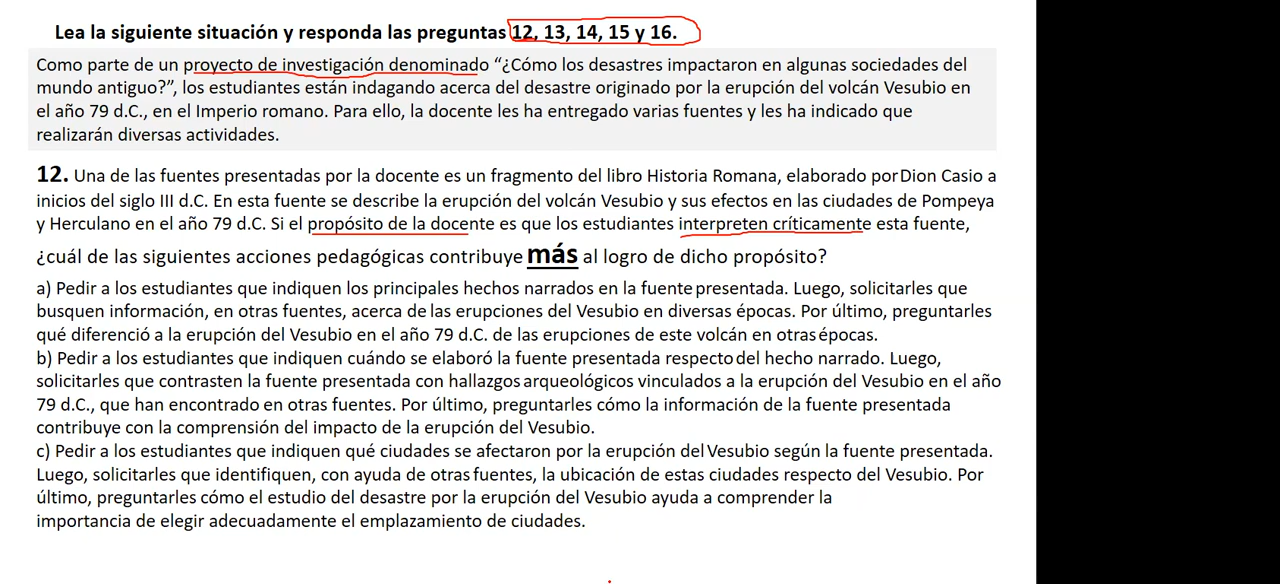 Lea la siguiente situación y responda las preguntas 12, 13, 14, 15 y 16.
Como parte de un proyecto de investigación denominado “¿Cómo los desastres impactaron en algunas sociedades del
mundo antiguo?”, los estudiantes están indagando acerca del desastre originado por la erupción del volcán Vesubio en
el año 79 d.C., en el Imperio romano. Para ello, la docente les ha entregado varias fuentes y les ha indicado que
realizarán diversas actividades.
12. Una de las fuentes presentadas por la docente es un fragmento del libro Historia Romana, elaborado por Dion Casio a
inicios del siglo III d.C. En esta fuente se describe la erupción del volcán Vesubio y sus efectos en las ciudades de Pompeya
y Herculano en el año 79 d.C. Si el propósito de la docente es que los estudiantes interpreten críticamente esta fuente,
¿cuál de las siguientes acciones pedagógicas contribuye más al logro de dicho propósito?
a) Pedir a los estudiantes que indiquen los principales hechos narrados en la fuente presentada. Luego, solicitarles que
busquen información, en otras fuentes, acerca de las erupciones del Vesubio en diversas épocas. Por último, preguntarles
qué diferenció a la erupción del Vesubio en el año 79 d.C. de las erupciones de este volcán en otras épocas.
b) Pedir a los estudiantes que indiquen cuándo se elaboró la fuente presentada respecto del hecho narrado. Luego,
solicitarles que contrasten la fuente presentada con hallazgos arqueológicos vinculados a la erupción del Vesubio en el año
79 d.C., que han encontrado en otras fuentes. Por último, preguntarles cómo la información de la fuente presentada
contribuye con la comprensión del impacto de la erupción del Vesubio.
c) Pedir a los estudiantes que indiquen qué ciudades se afectaron por la erupción del Vesubio según la fuente presentada.
Luego, solicitarles que identifiquen, con ayuda de otras fuentes, la ubicación de estas ciudades respecto del Vesubio. Por
último, preguntarles cómo el estudio del desastre por la erupción del Vesubio ayuda a comprender la
importancia de elegir adecuadamente el emplazamiento de ciudades.